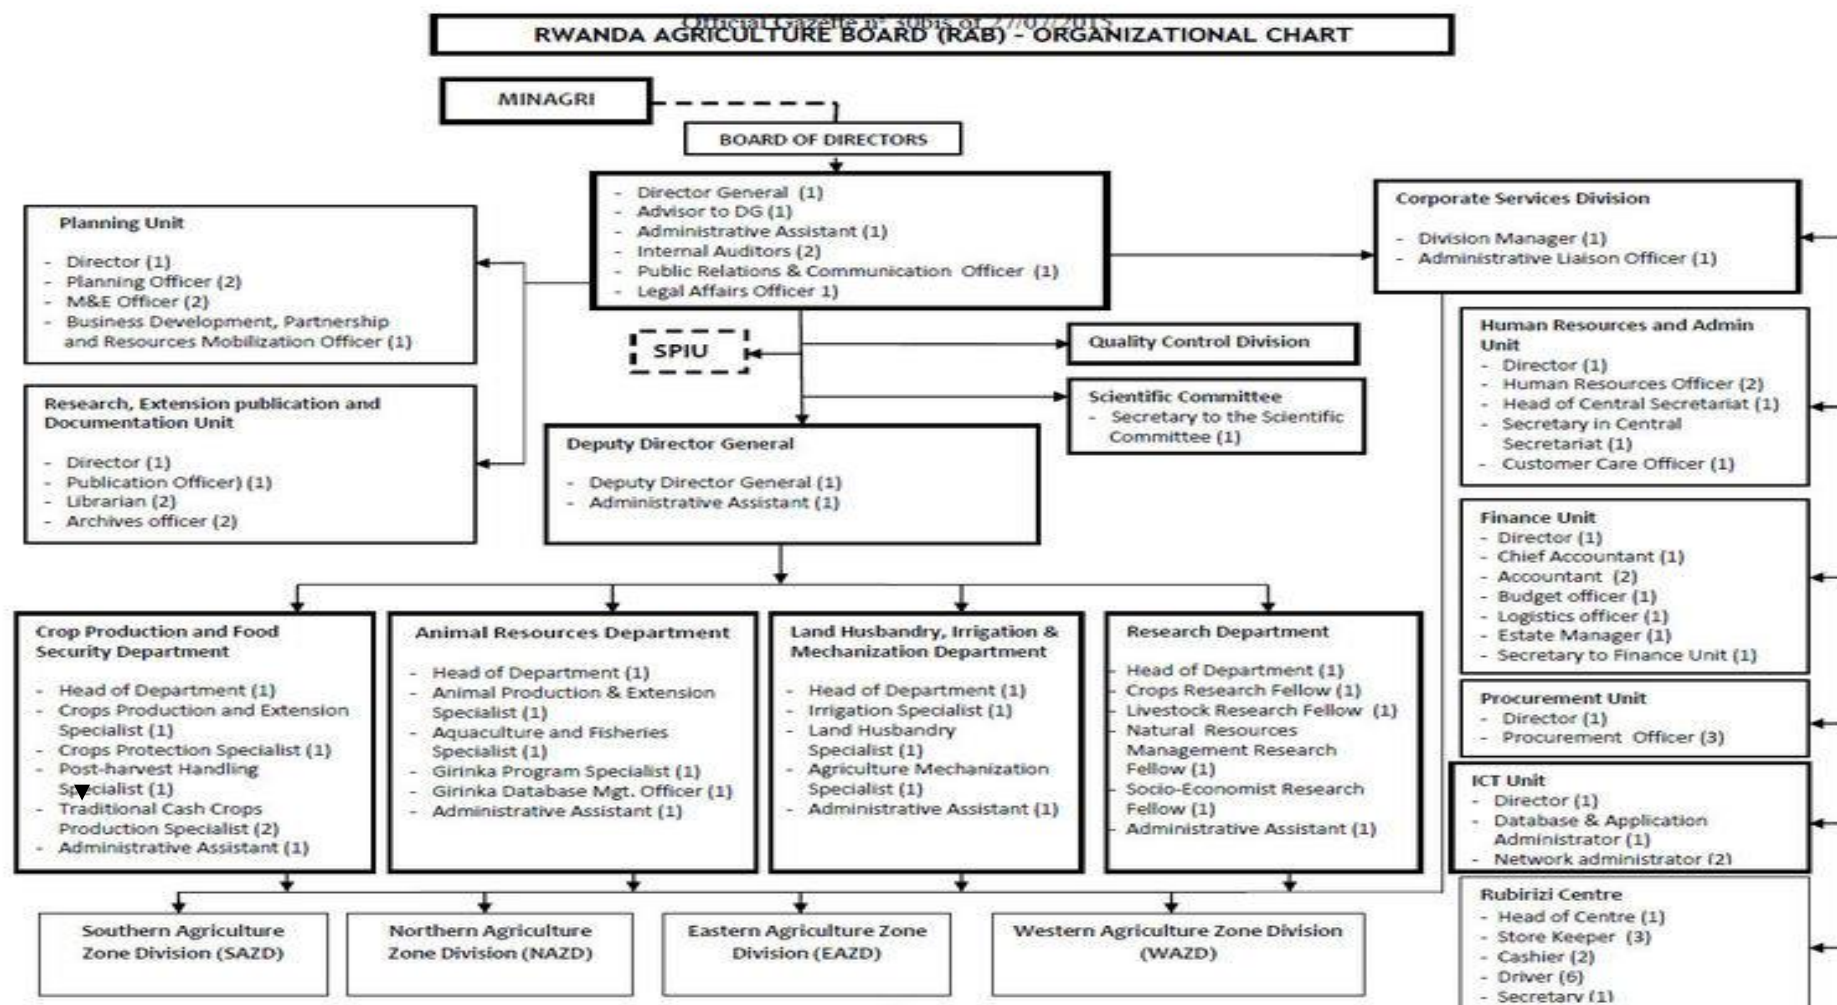 Official Gazette nº 30bis of 27/07/2015
RWANDA AGRICULTURE BOARD (RAB) - ORGANIZATIONAL CHART
MINAGRI
BOARD OF DIRECTORS
- Director General (1)
- Advisor to DG (1)
- Administrative Assistant (1)
- Internal Auditors (2)
- Public Relations & Communication Officer (1)
- Legal Affairs Officer 1)
Planning Unit
- Director (1)
- Planning Officer (2)
- M&E Officer (2)
- Business Development, Partnership
and Resources Mobilization Officer (1)
Research, Extension publication and
Documentation Unit
- Director (1)
- Publication Officer) (1)
- Librarian (2)
- Archives officer (2)
SPIU
Quality Control Division
Scientific Committee
- Secretary to the Scientific
Committee (1)
Deputy Director General
- Deputy Director General (1)
- Administrative Assistant (1)
Corporate Services Division
- Division Manager (1)
- Administrative Liaison Officer (1)
Human Resources and Admin
Unit
- Director (1)
- Human Resources Officer (2)
- Head of Central Secretariat (1)
- Secretary in Central
Secretariat (1)
- Customer Care Officer (1)
Finance Unit
- Director (1)
- Chief Accountant (1)
- Accountant (2)
- Budget officer (1)
- Logistics officer (1)
- Estate Manager (1)
- Secretary to Finance Unit (1)
Procurement Unit
- Director (1)
- Procurement Officer (3)
ICT Unit
- Director (1)
- Database & Application
Administrator (1)
- Network administrator (2)
Rubirizi Centre
- Head of Centre (1)
- Store Keeper (3)
- Cashier (2)
- Driver (6)
- Secretary (1)
Crop Production and Food
Security Department
- Head of Department (1)
- Crops Production and Extension
Specialist (1)
- Crops Protection Specialist (1)
- Post-harvest Handling
Specialist (1)
- Traditional Cash Crops
Production Specialist (2)
- Administrative Assistant (1)
Animal Resources Department
- Head of Department (1)
- Animal Production & Extension
Specialist (1)
- Aquaculture and Fisheries
Specialist (1)
- Girinka Program Specialist (1)
- Girinka Database Mgt. Officer (1)
- Administrative Assistant (1)
Land Husbandry, Irrigation &
Mechanization Department
- Head of Department (1)
- Irrigation Specialist (1)
- Land Husbandry
Specialist (1)
- Agriculture Mechanization
Specialist (1)
- Administrative Assistant (1)
Research Department
- Head of Department (1)
- Crops Research Fellow (1)
- Livestock Research Fellow (1)
- Natural Resources
Management Research
Fellow (1)
- Socio-Economist Research
Fellow (1)
- Administrative Assistant (1)
Southern Agriculture
Zone Division (SAZD)
Northern Agriculture
Zone Division (NAZD)
Eastern Agriculture Zone
Division (EAZD)
Western Agriculture Zone Division
(WAZD)